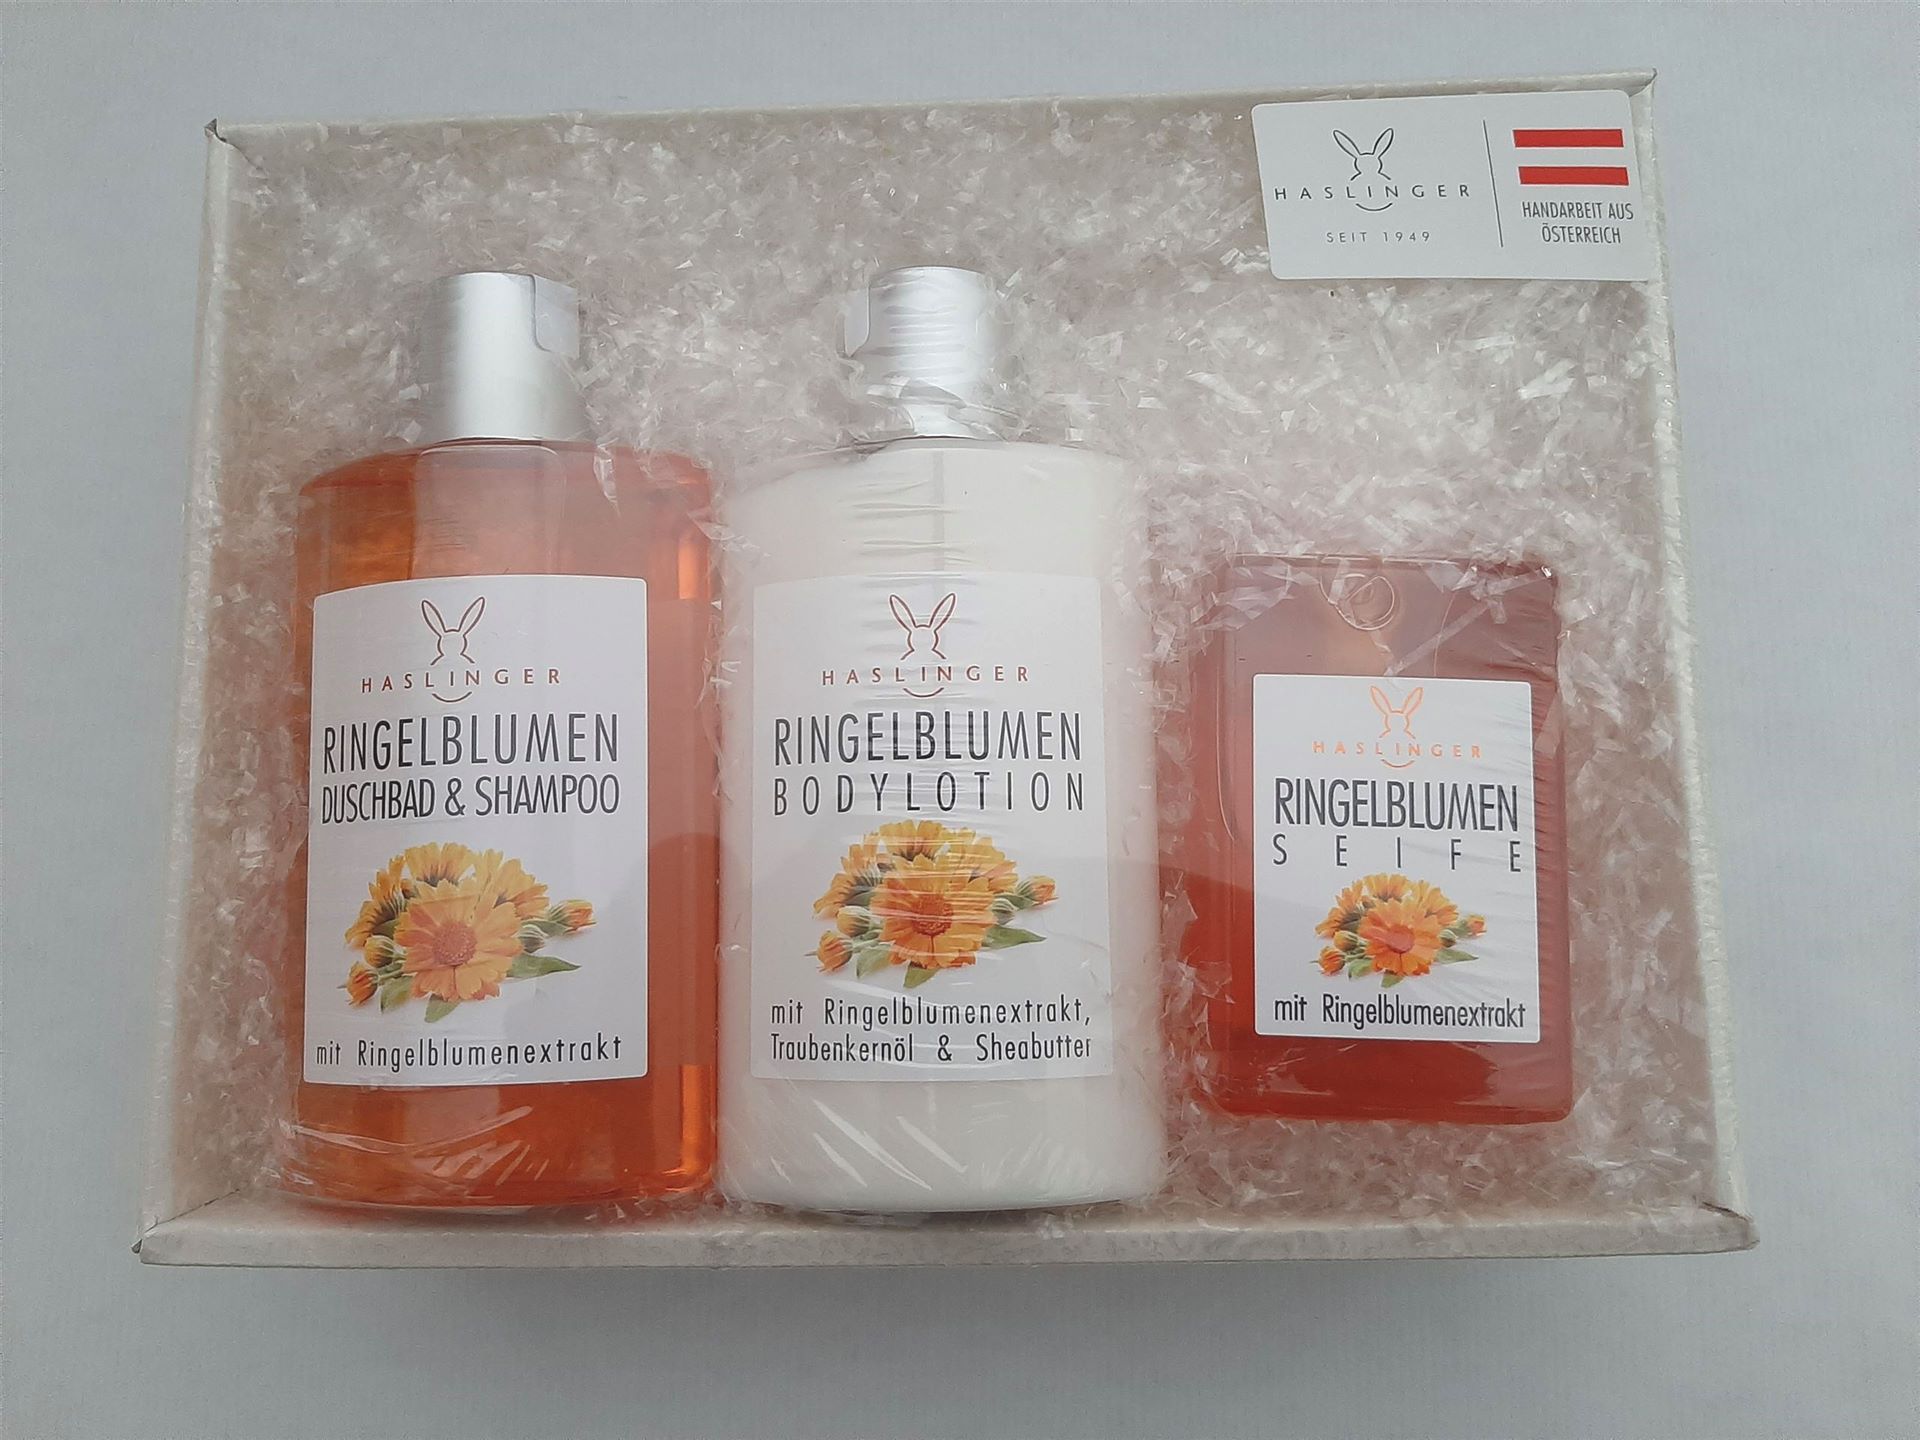 HASLINGER
SEIT 1949
HANDARBEIT AUS
ÖSTERREICH
HASLINGER
RINGELBLUMEN
DUSCHBAD & SHAMPOO
mit Ringelblumenextrakt
HASLINGER
RINGELBLUMEN
BODYLOTION
mit Ringelblumenextrakt,
Traubenkernöl & Sheabutter
HASLINGER
RINGELBLUMEN
SEIFE
mit Ringelblumenextrakt